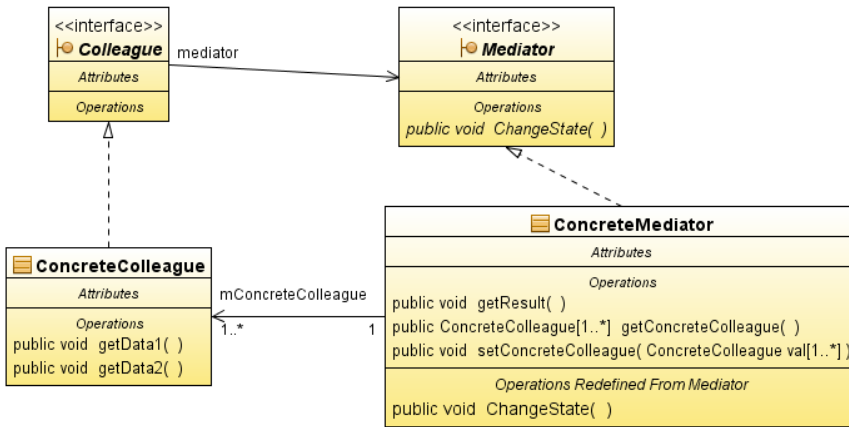 <<interface>>
Colleague
Attributes
Operations
mediator
<<interface>>
Mediator
Attributes
Operations
public void ChangeState( )
ConcreteColleague
Attributes
Operations
public void getData1( )
public void getData2( )
mConcreteColleague
1..*
1
ConcreteMediator
Attributes
Operations
public void getResult( )
public ConcreteColleague[1..*] getConcreteColleague( )
public void setConcreteColleague( ConcreteColleague val[1..*] )
Operations Redefined From Mediator
public void ChangeState( )